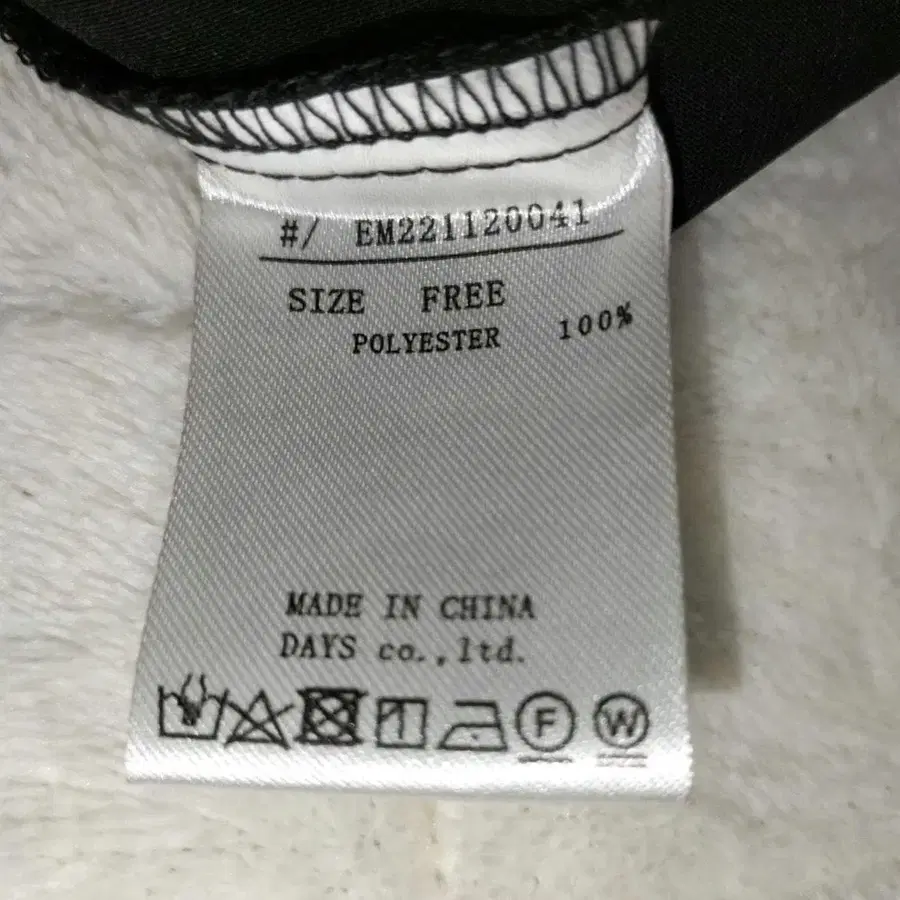 #/ EM221120041
SIZE FREE
POLYESTER 100%
MADE IN CHINA
DAYS co.,ltd.
F W